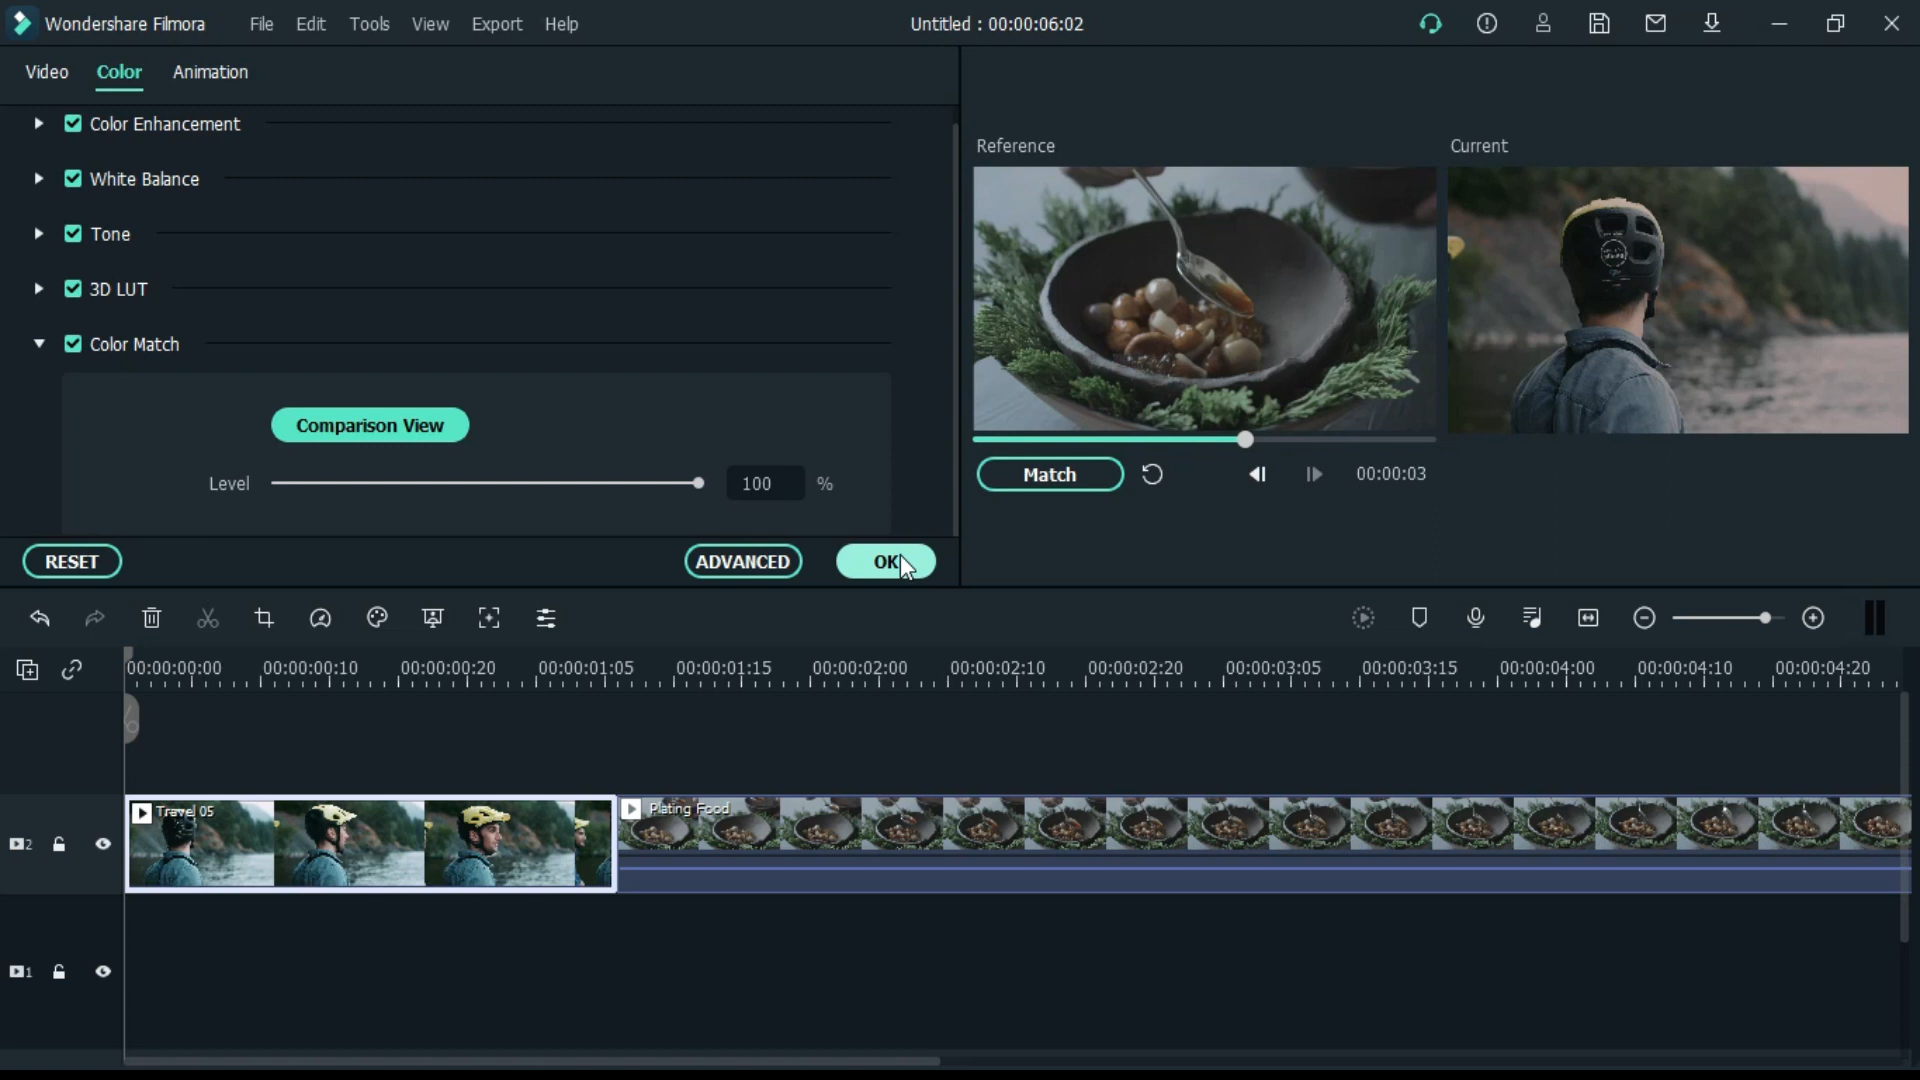 Wondershare Filmora File Edit Tools View Export Help Untitled : 00:00:06:02
Video Color Animation
Color Enhancement
White Balance
Tone
3D LUT
Color Match
Comparison View
Level 100 %
RESET ADVANCED OK
Reference Current
Match 00:00:03
00:00:00:00 00:00:00:10 00:00:00:20 00:00:01:05 00:00:01:15 00:00:02:00 00:00:02:10 00:00:02:20 00:00:03:05 00:00:03:15 00:00:04:00 00:00:04:10 00:00:04:20
Travel 05 Plating Food
2
1